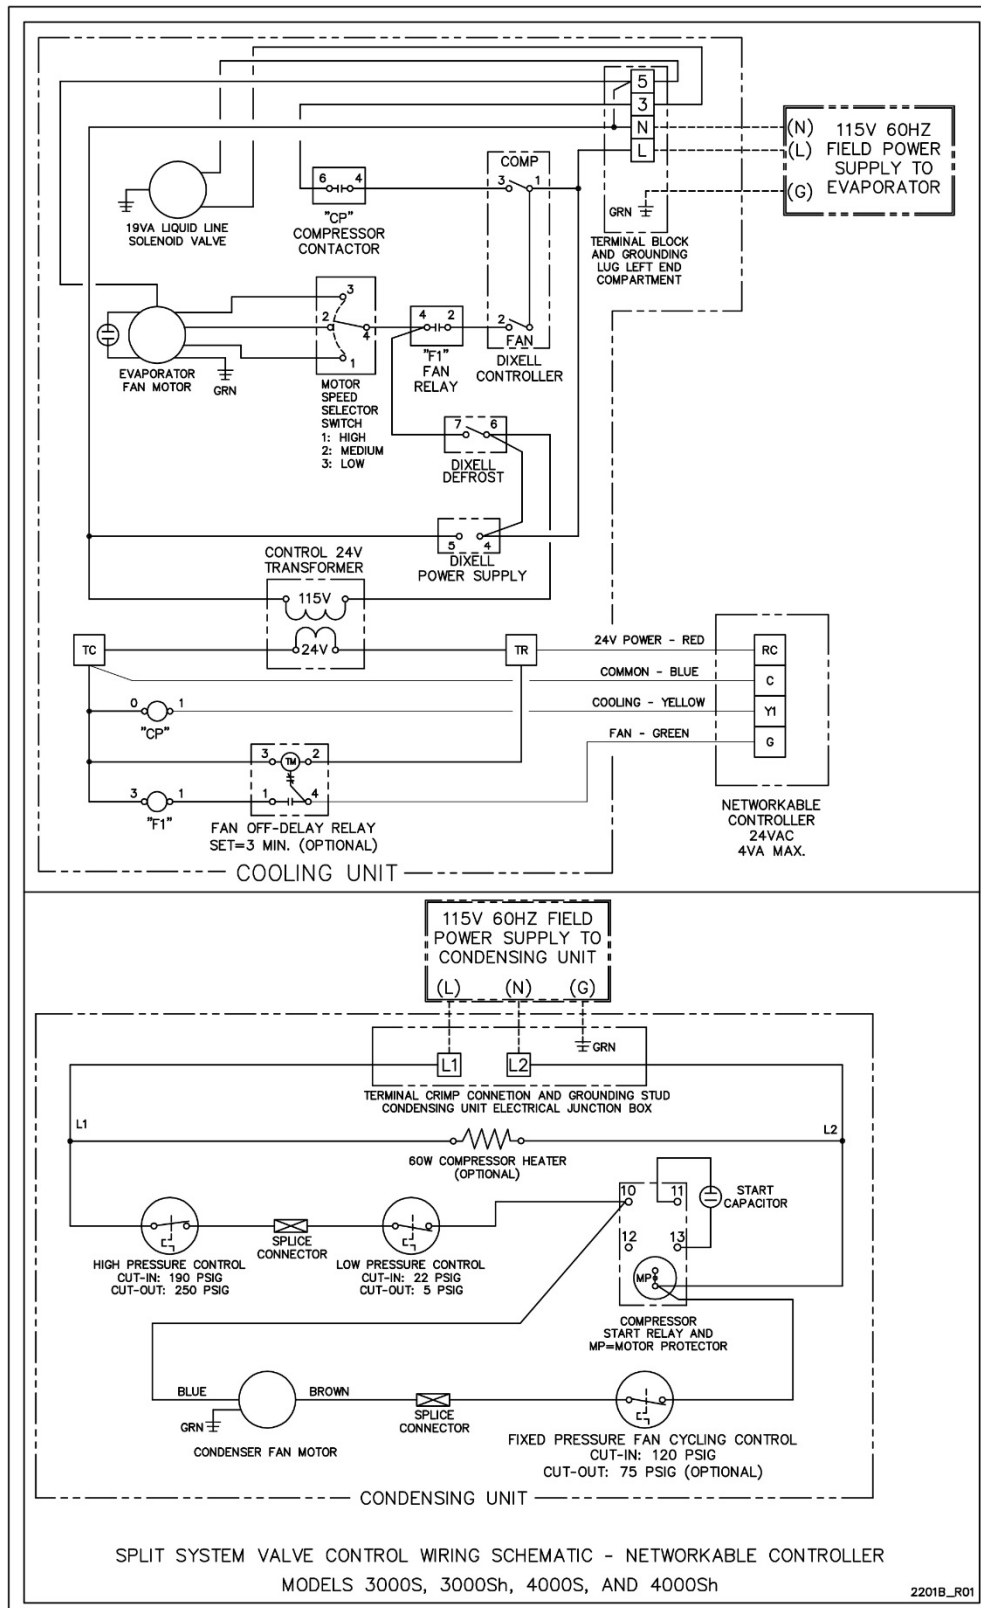 5
3
N
L
(N)
(L)
(G)
115V 60HZ
FIELD POWER
SUPPLY TO
EVAPORATOR
GRN
TERMINAL BLOCK
AND GROUNDING
LUG LEFT END
COMPARTMENT
19VA LIQUID LINE
SOLENOID VALVE
6 4
"CP"
COMPRESSOR
CONTACTOR
COMP
3 1
2
FAN
DIXELL
CONTROLLER
EVAPORATOR
FAN MOTOR
GRN
3
2
4
1
MOTOR
SPEED
SELECTOR
SWITCH
1: HIGH
2: MEDIUM
3: LOW
4 2
"F1"
FAN
RELAY
7 6
DIXELL
DEFROST
5 4
DIXELL
POWER SUPPLY
CONTROL 24V
TRANSFORMER
115V
24V
TC
TR
24V POWER - RED
COMMON - BLUE
COOLING - YELLOW
FAN - GREEN
RC
C
Y1
G
NETWORKABLE
CONTROLLER
24VAC
4VA MAX.
0 1
"CP"
3 TM 2
3 1
"F1"
1 4
FAN OFF-DELAY RELAY
SET=3 MIN. (OPTIONAL)
COOLING UNIT
115V 60HZ FIELD
POWER SUPPLY TO
CONDENSING UNIT
(L) (N) (G)
GRN
L1 L2
TERMINAL CRIMP CONNETION AND GROUNDING STUD
CONDENSING UNIT ELECTRICAL JUNCTION BOX
L1
L2
60W COMPRESSOR HEATER
(OPTIONAL)
HIGH PRESSURE CONTROL
CUT-IN: 190 PSIG
CUT-OUT: 250 PSIG
SPLICE
CONNECTOR
LOW PRESSURE CONTROL
CUT-IN: 22 PSIG
CUT-OUT: 5 PSIG
10 11
12 13
MP
START
CAPACITOR
COMPRESSOR
START RELAY AND
MP=MOTOR PROTECTOR
BLUE
BROWN
GRN
CONDENSER FAN MOTOR
SPLICE
CONNECTOR
FIXED PRESSURE FAN CYCLING CONTROL
CUT-IN: 120 PSIG
CUT-OUT: 75 PSIG (OPTIONAL)
CONDENSING UNIT
SPLIT SYSTEM VALVE CONTROL WIRING SCHEMATIC - NETWORKABLE CONTROLLER
MODELS 3000S, 3000Sh, 4000S, AND 4000Sh
2201B_R01